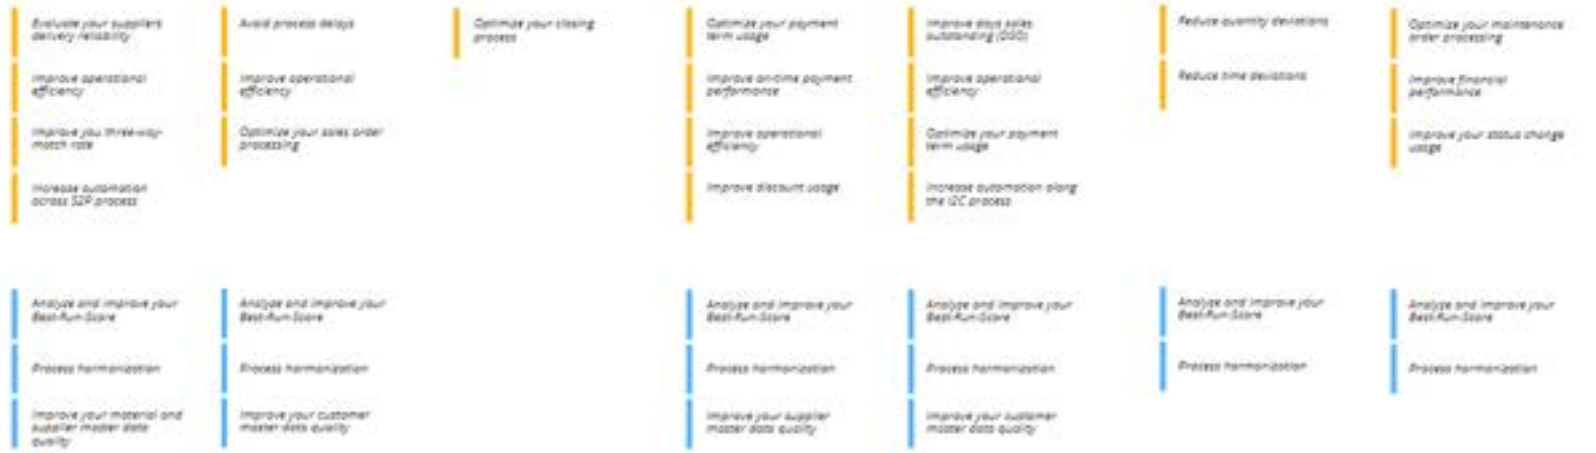 Evaluate your suppliers
delivery reliability
Improve operational
efficiency
Improve you three-way-
match rate
Increase automation
across S2P process
Avoid process delays
Improve operational
efficiency
Optimize your sales order
processing
Optimize your closing
process
Optimize your payment
term usage
Improve on-time payment
performance
Improve operational
efficiency
Improve discount usage
Improve days sales
outstanding (DSO)
Improve operational
efficiency
Optimize your payment
term usage
Increase automation along
the I2C process
Reduce quantity deviations
Reduce time deviations
Optimize your maintenance
order processing
Improve financial
performance
Improve your status change
usage
Analyze and improve your
Best-Run-Score
Process harmonization
Improve your material and
supplier master data
quality
Analyze and improve your
Best-Run-Score
Process harmonization
Improve your customer
master data quality
Analyze and improve your
Best-Run-Score
Process harmonization
Improve your supplier
master data quality
Analyze and improve your
Best-Run-Score
Process harmonization
Improve your customer
master data quality
Analyze and improve your
Best-Run-Score
Process harmonization
Analyze and improve your
Best-Run-Score
Process harmonization